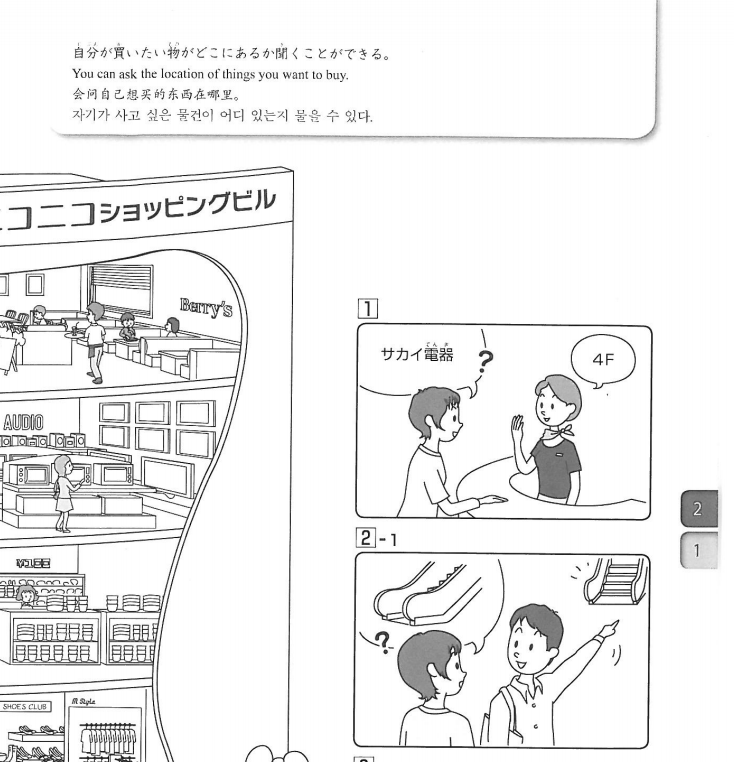 自分が買いたい物がどこにあるか聞くことができる。
You can ask the location of things you want to buy.
会问自己想买的东西在哪里。
자기가 사고 싶은 물건이 어디 있는지 물을 수 있다.
コニコショッピングビル
Berry's
AUDIO
¥100
SHOES CLUB
M Style
1
サカイ電器
でんき
?
4F
2-1
?
2
1